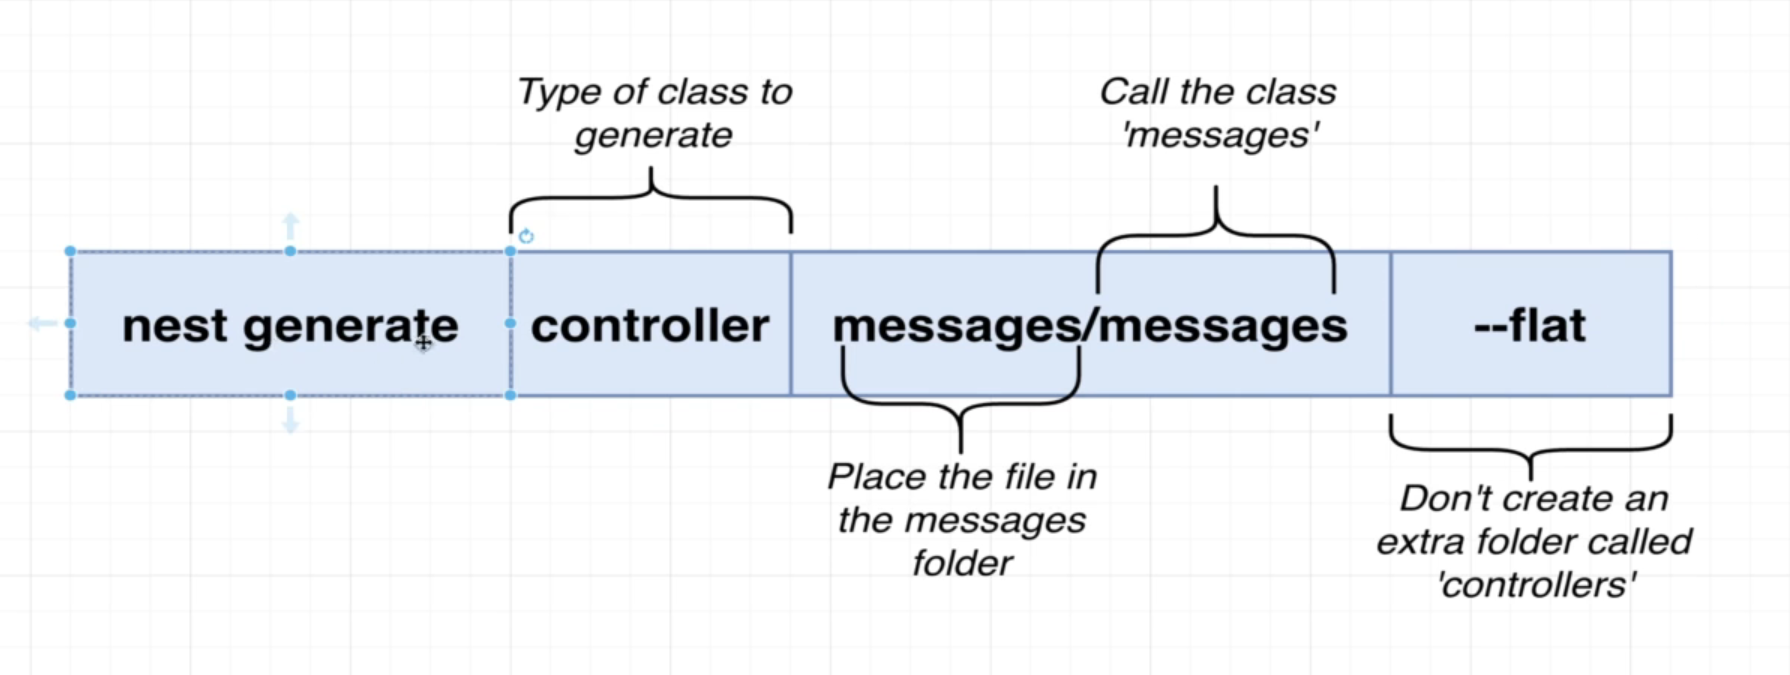 Type of class to
generate
Call the class
'messages'
nest generate
controller
messages/messages
--flat
Place the file in
the messages
folder
Don't create an
extra folder called
'controllers'